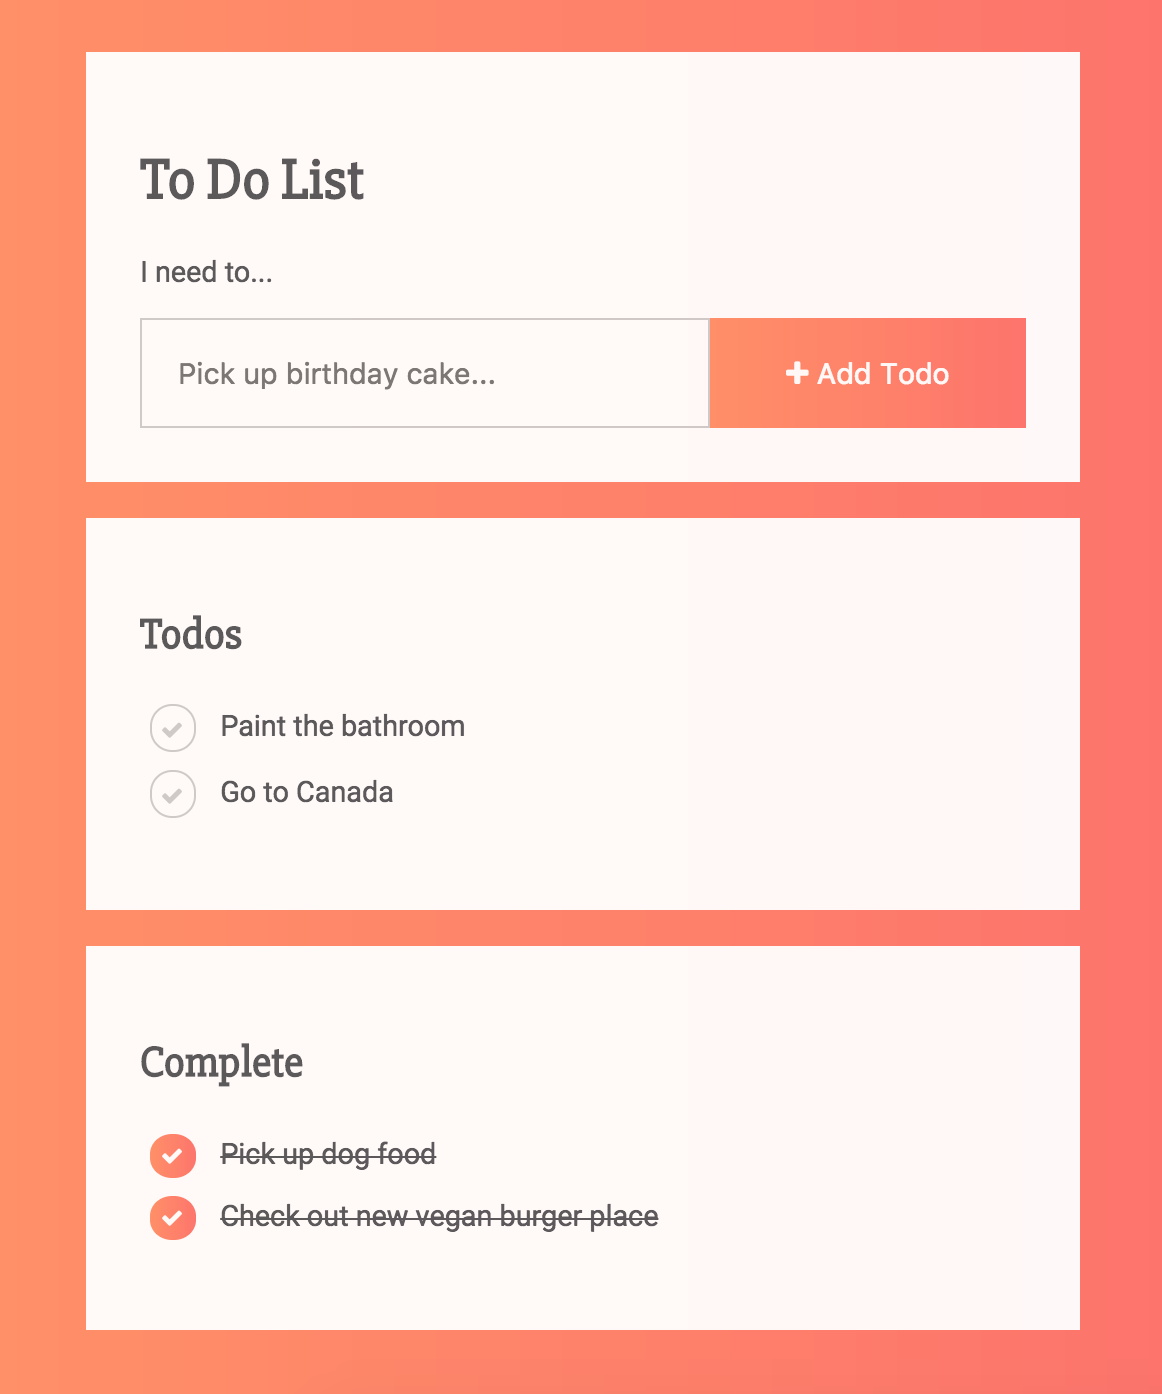 To Do List
I need to...
Pick up birthday cake...
Add Todo
Todos
Paint the bathroom
Go to Canada
Complete
Pick up dog food
Check out new vegan burger place